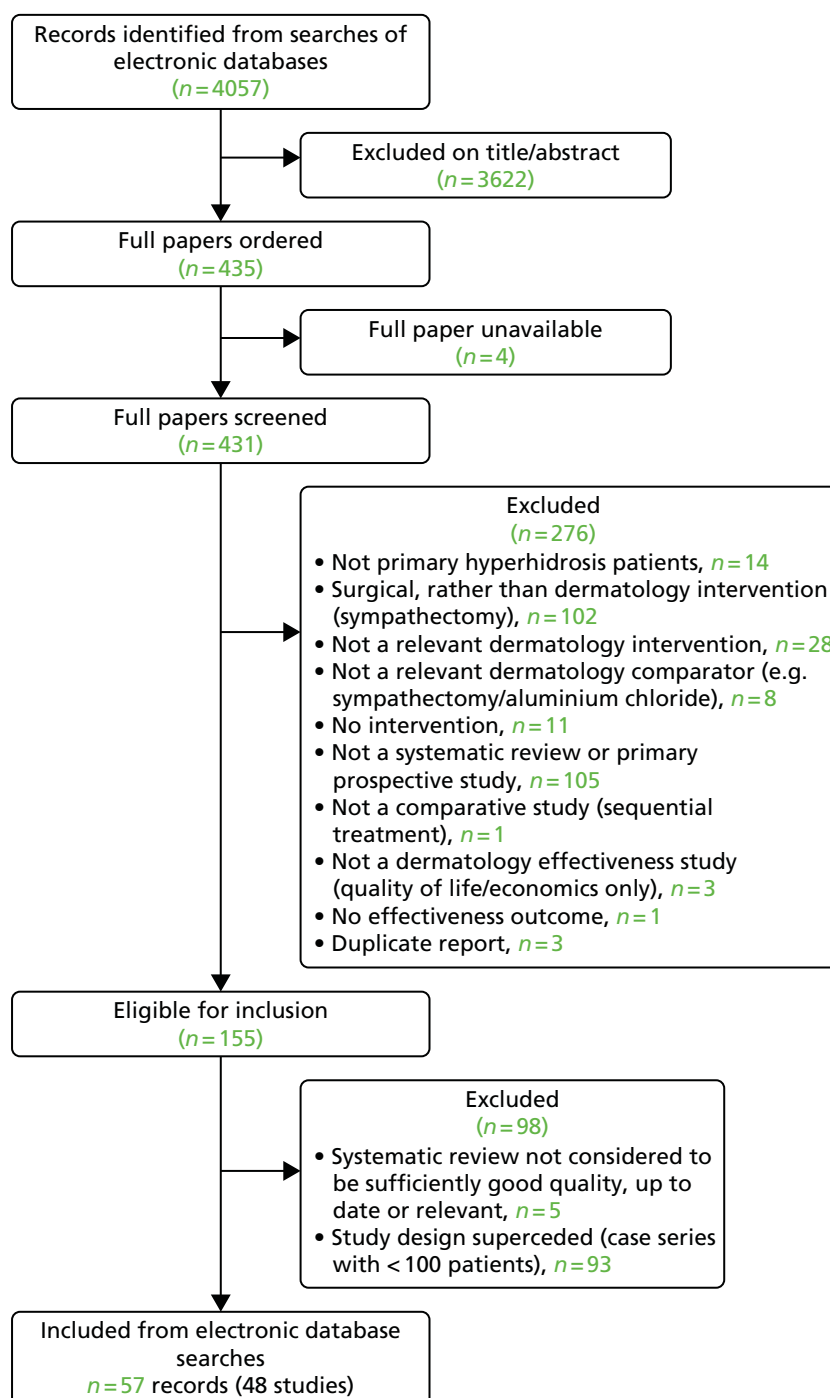 Records identified from searches of
electronic databases
(n=4057)
Excluded on title/abstract
(n=3622)
Full papers ordered
(n=435)
Full paper unavailable
(n=4)
Full papers screened
(n=431)
Excluded
(n=276)
• Not primary hyperhidrosis patients, n=14
• Surgical, rather than dermatology intervention
(sympathectomy), n=102
• Not a relevant dermatology intervention, n=28
• Not a relevant dermatology comparator (e.g.
sympathectomy/aluminium chloride), n=8
• No intervention, n=11
• Not a systematic review or primary
prospective study, n=105
• Not a comparative study (sequential
treatment), n=1
• Not a dermatology effectiveness study
(quality of life/economics only), n=3
• No effectiveness outcome, n=1
• Duplicate report, n=3
Eligible for inclusion
(n=155)
Excluded
(n=98)
• Systematic review not considered to
be sufficiently good quality, up to
date or relevant, n=5
• Study design superceded (case series
with <100 patients), n=93
Included from electronic database
searches
n=57 records (48 studies)